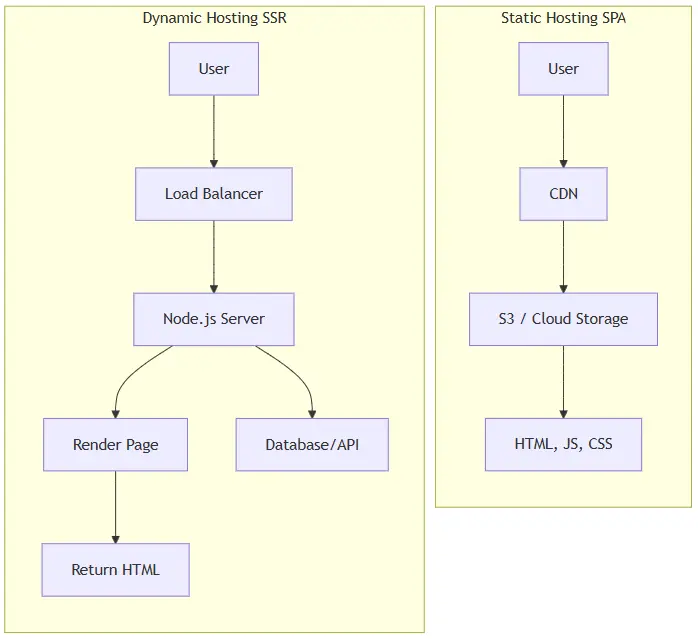 Dynamic Hosting SSR
User
Load Balancer
Node.js Server
Render Page
Database/API
Return HTML
Static Hosting SPA
User
CDN
S3 / Cloud Storage
HTML, JS, CSS